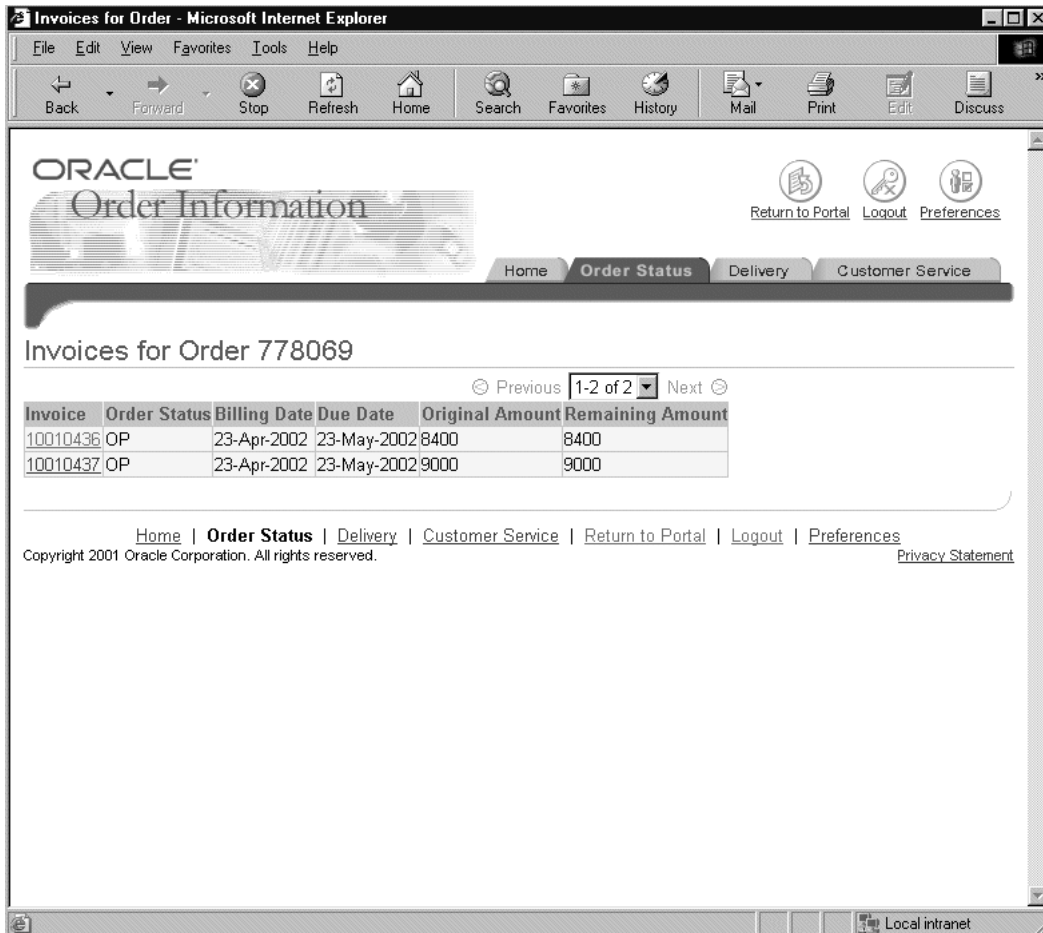 Invoices for Order - Microsoft Internet Explorer
File Edit View Favorites Tools Help
Back Forward Stop Refresh Home Search Favorites History Mail Print Edit Discuss »
ORACLE
Order Information
Return to Portal Logout Preferences
Home Order Status Delivery Customer Service
Invoices for Order 778069
Previous 1-2 of 2 Next
Invoice Order Status Billing Date Due Date Original Amount Remaining Amount
10010436 OP 23-Apr-2002 23-May-2002 8400 8400
10010437 OP 23-Apr-2002 23-May-2002 9000 9000
Home | Order Status | Delivery | Customer Service | Return to Portal | Logout | Preferences
Copyright 2001 Oracle Corporation. All rights reserved.
Privacy Statement
Local intranet